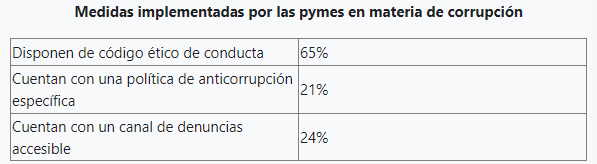 Medidas implementadas por las pymes en materia de corrupción
Disponen de código ético de conducta 65%
Cuentan con una política de anticorrupción
específica 21%
Cuentan con un canal de denuncias
accesible 24%